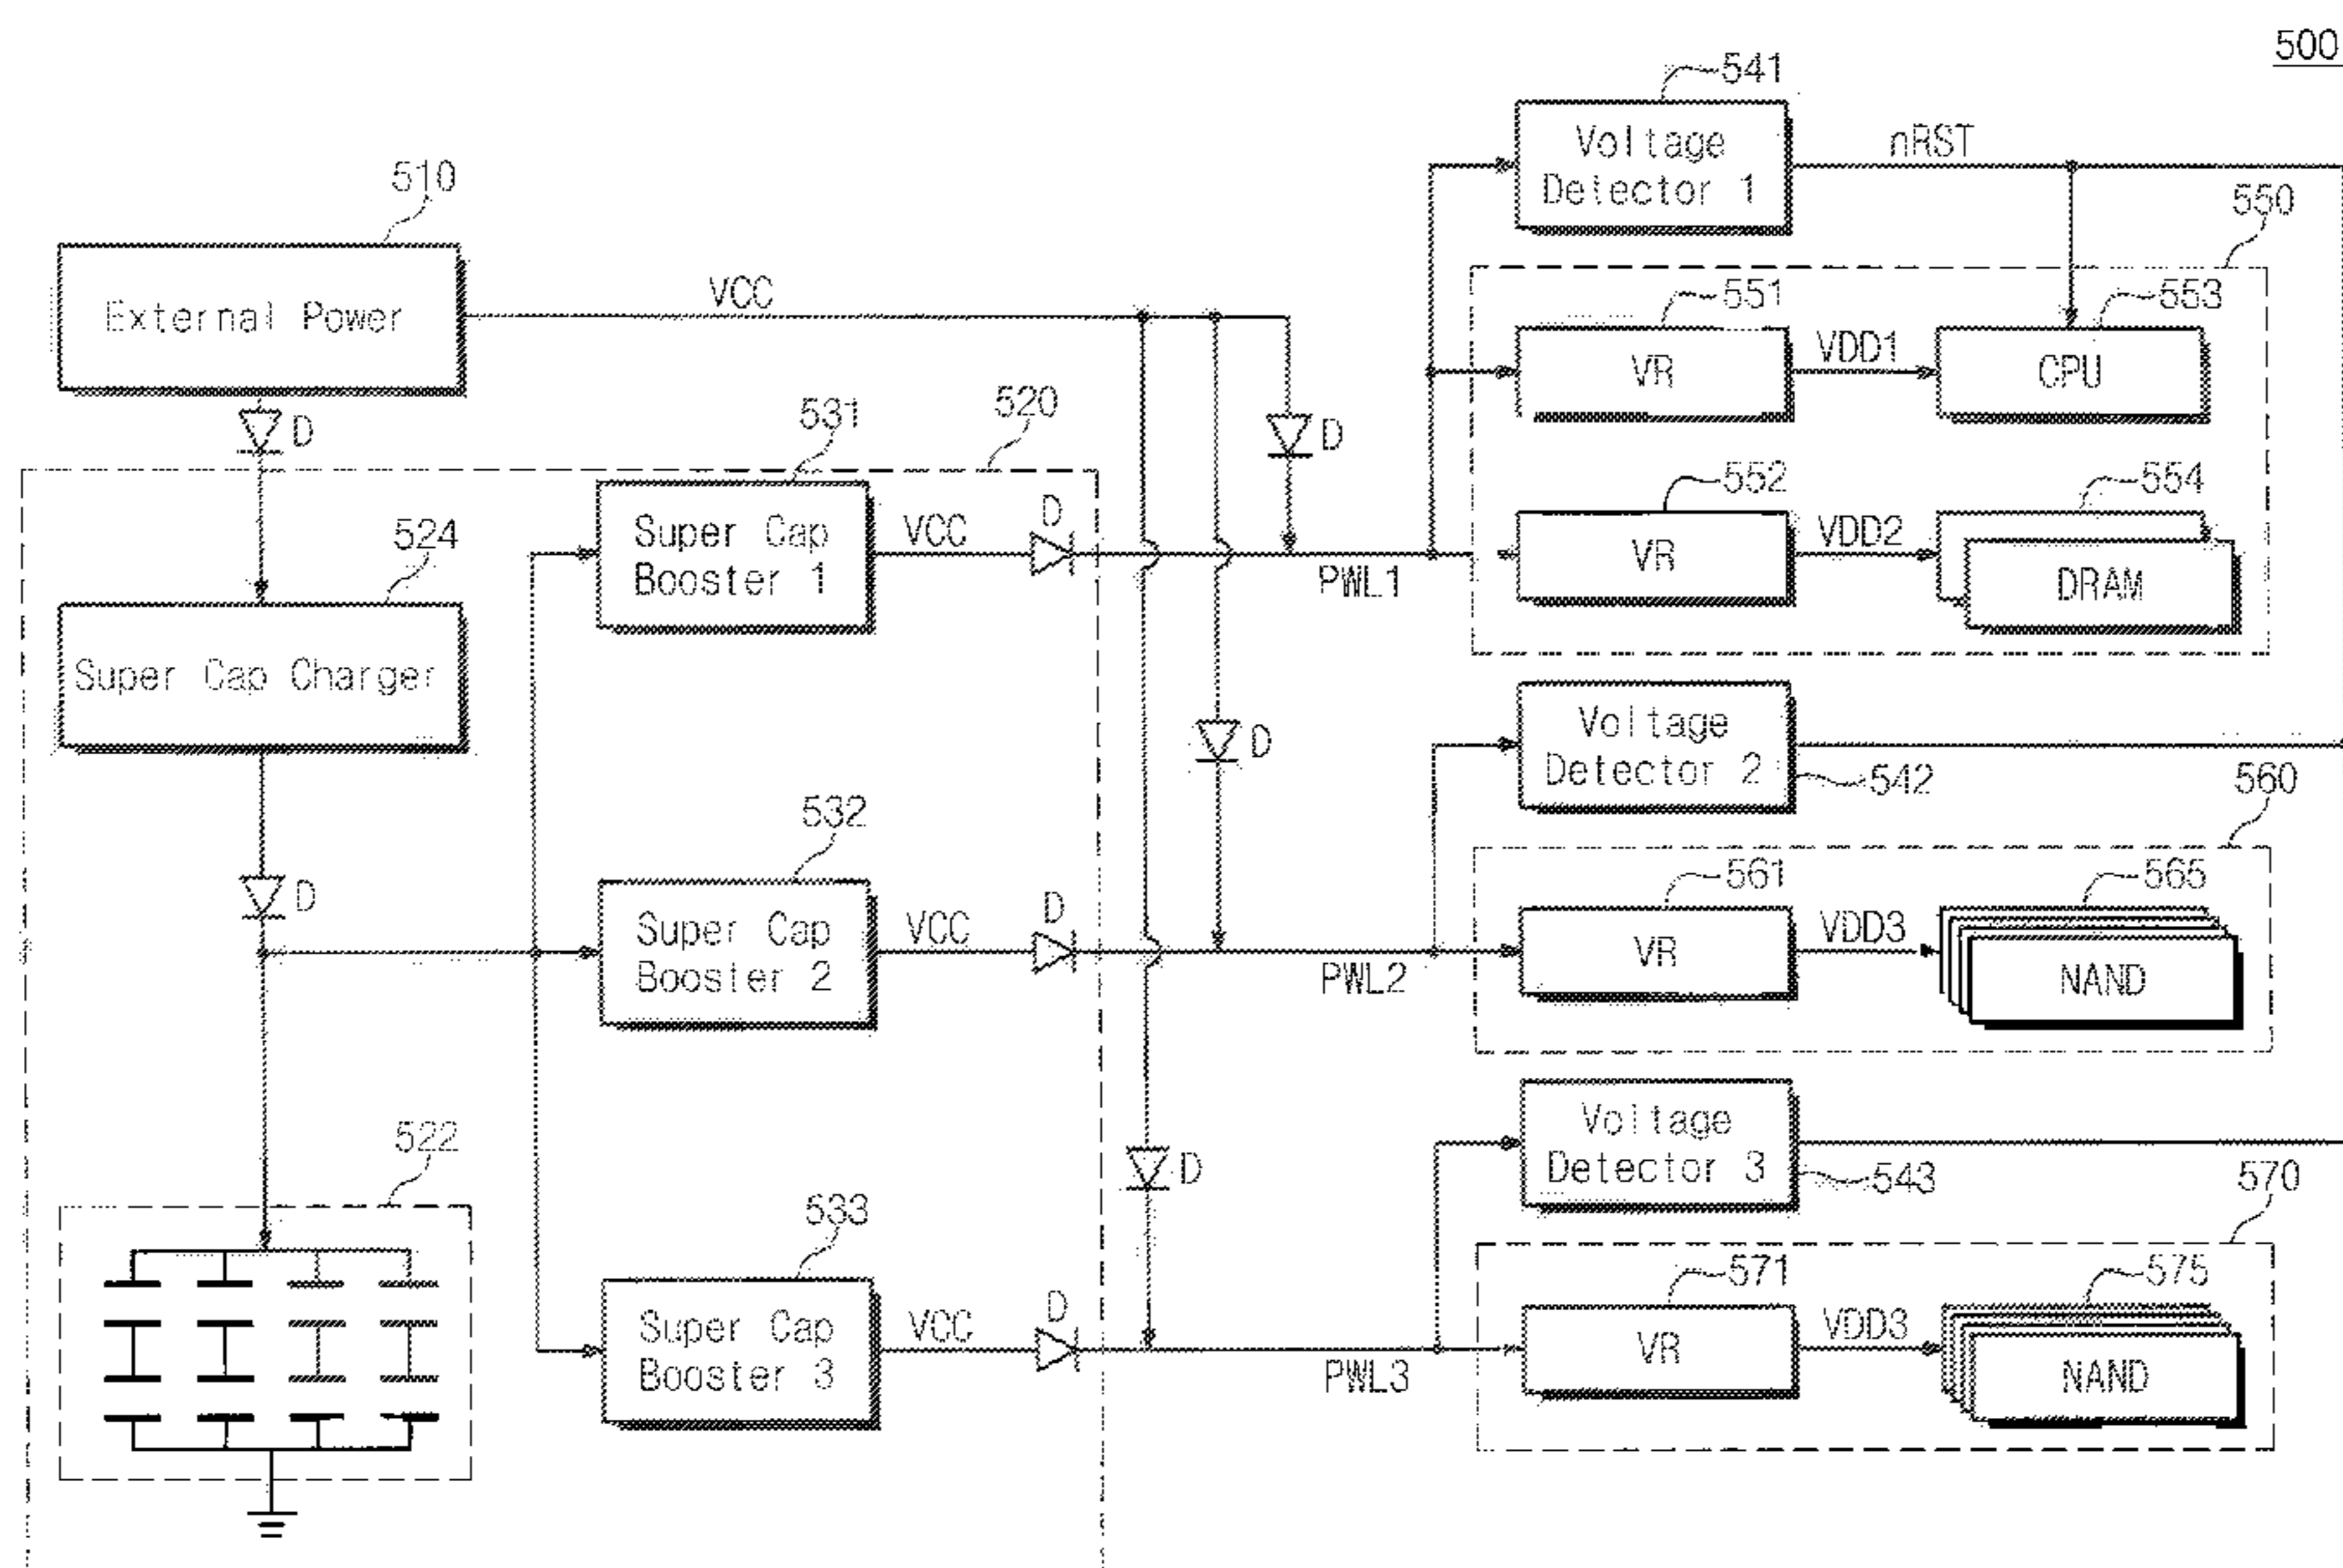 500
541
Voltage
Detector 1
nRST
510
External Power
VCC
550
551
VR
VDD1
553
CPU
D
D
531
520
Super Cap
Booster 1
VCC
D
PWL1
552
VR
VDD2
554
DRAM
524
Super Cap Charger
D
Voltage
Detector 2
542
D
532
Super Cap
Booster 2
VCC
D
PWL2
560
561
VR
VDD3
565
NAND
D
Voltage
Detector 3
543
522
533
Super Cap
Booster 3
VCC
D
PWL3
570
571
VR
VDD3
575
NAND